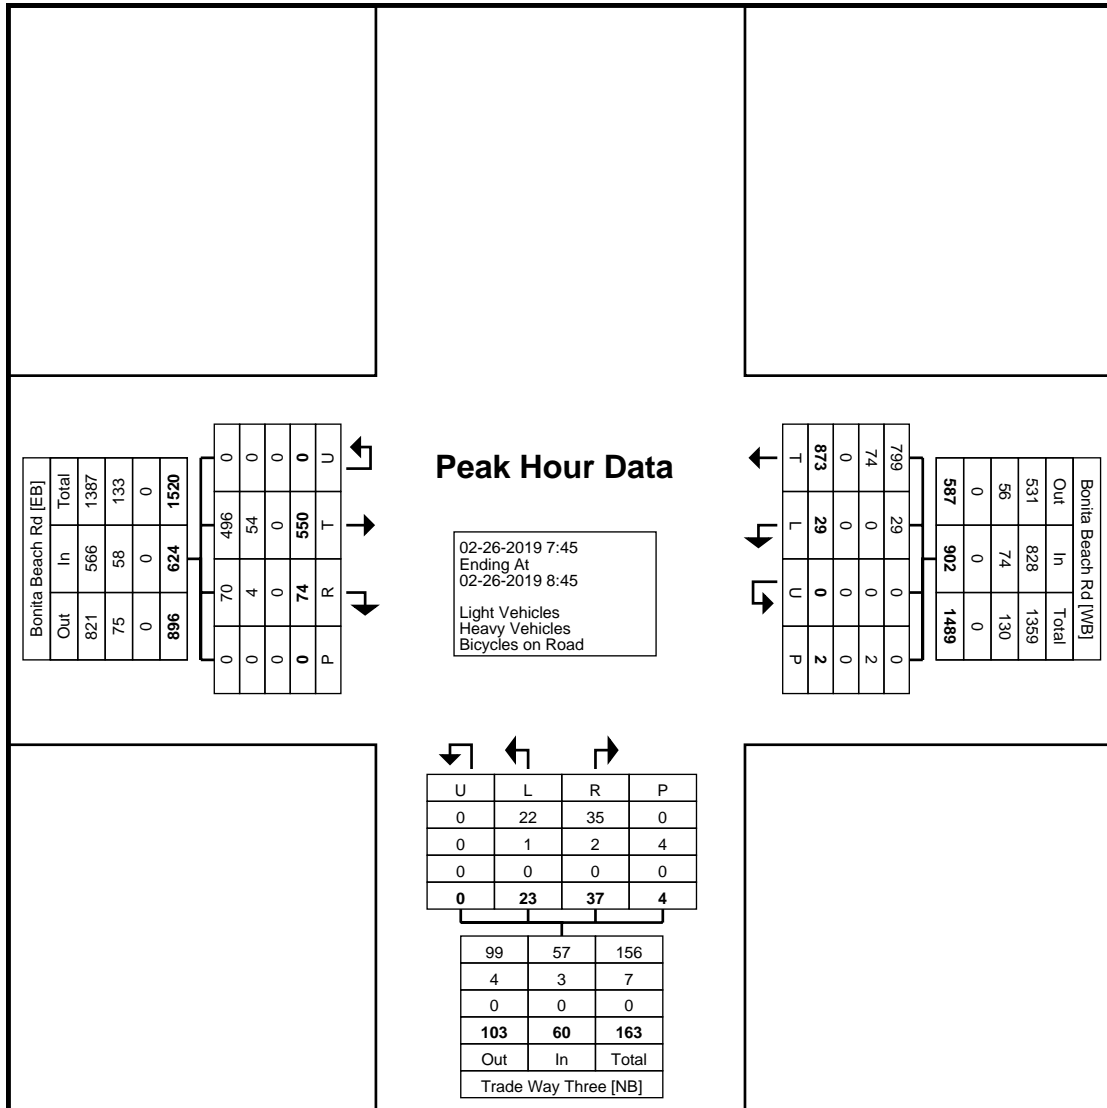 Peak Hour Data
02-26-2019 7:45
Ending At
02-26-2019 8:45
Light Vehicles
Heavy Vehicles
Bicycles on Road
Bonita Beach Rd [EB]
Out In Total
821 566 1387
75 58 133
0 0 0
896 624 1520
0 496 70 0
0 54 4 0
0 0 0 0
0 550 74 0
U T R P
Bonita Beach Rd [WB]
Out In Total
531 828 1359
56 74 130
0 0 0
587 902 1489
799 29 0 0
74 0 0 2
0 0 0 0
873 29 0 2
T L U P
U L R P
0 22 35 0
0 1 2 4
0 0 0 0
0 23 37 4
99 57 156
4 3 7
0 0 0
103 60 163
Out In Total
Trade Way Three [NB]